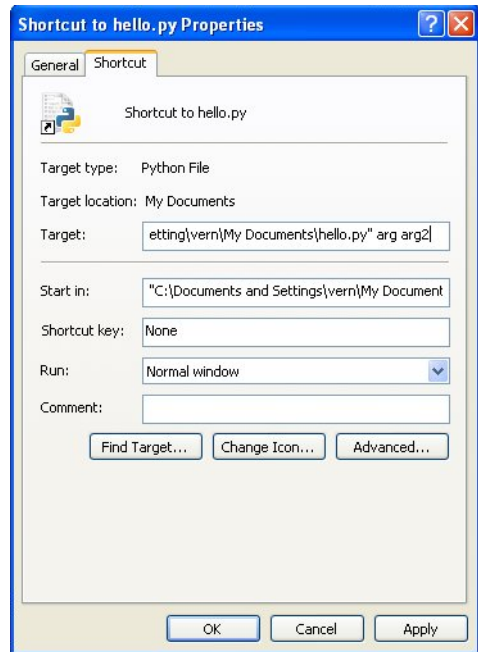 Shortcut to hello.py Properties
General Shortcut
Shortcut to hello.py
Target type: Python File
Target location: My Documents
Target: etting\vern\My Documents\hello.py" arg arg2
Start in: "C:\Documents and Settings\vern\My Document
Shortcut key: None
Run: Normal window
Comment:
Find Target... Change Icon... Advanced...
OK Cancel Apply